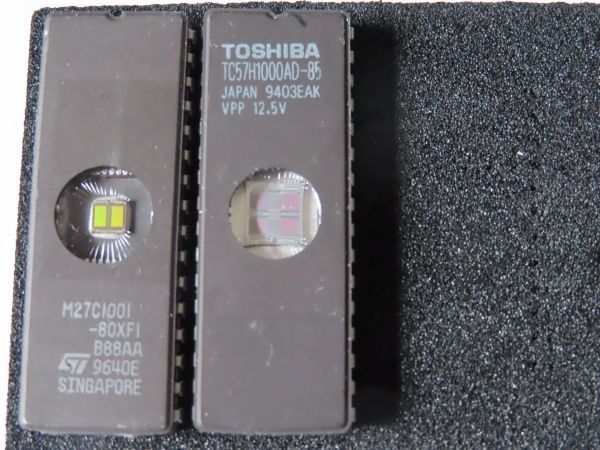 M27C1001
-80XF1
B88AA
ST 9640E
SINGAPORE
TOSHIBA
TC57H1000AD-85
JAPAN 9403EAK
VPP 12.5V